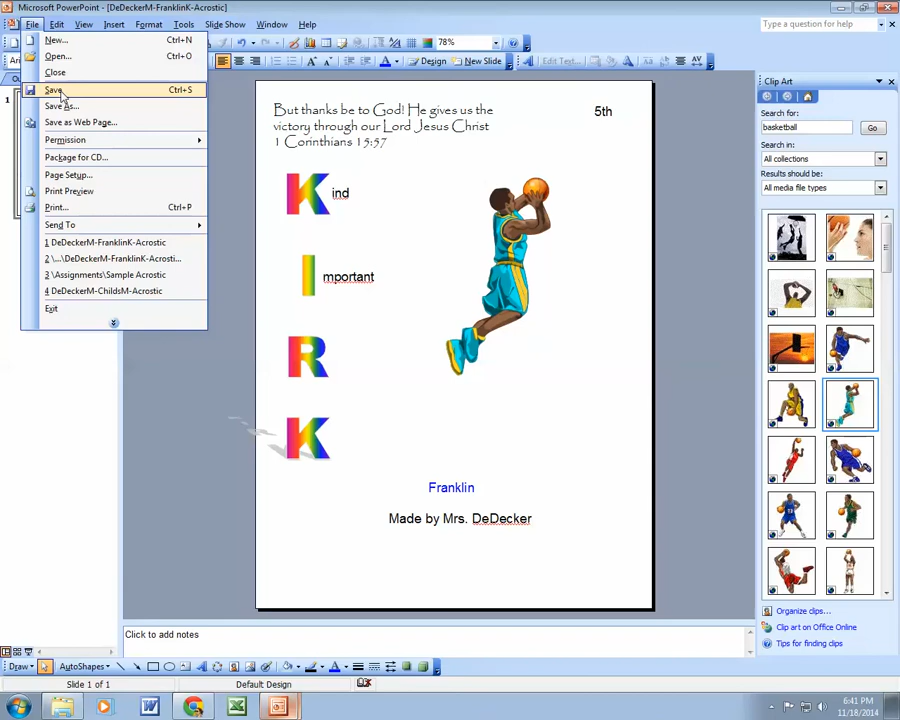 Microsoft PowerPoint - [DeDeckerM-FranklinK-Acrostic]
File Edit View Insert Format Tools Slide Show Window Help
Type a question for help
78%
Design New Slide
Edit Text...
New... Ctrl+N
Open... Ctrl+O
Close
Save Ctrl+S
Save As...
Save as Web Page...
Permission
Package for CD...
Page Setup...
Print Preview
Print... Ctrl+P
Send To
1 DeDeckerM-FranklinK-Acrostic
2 \...\DeDeckerM-FranklinK-Acrosti...
3 \Assignments\Sample Acrostic
4 DeDeckerM-ChildsM-Acrostic
Exit
1
But thanks be to God! He gives us the
victory through our Lord Jesus Christ
1 Corinthians 15:57
5th
Kind
Important
R
K
Franklin
Made by Mrs. DeDecker
Clip Art
Search for:
basketball
Go
Search in:
All collections
Results should be:
All media file types
Organize clips...
Clip art on Office Online
Tips for finding clips
Click to add notes
Draw AutoShapes
Slide 1 of 1 Default Design
6:41 PM
11/18/2014